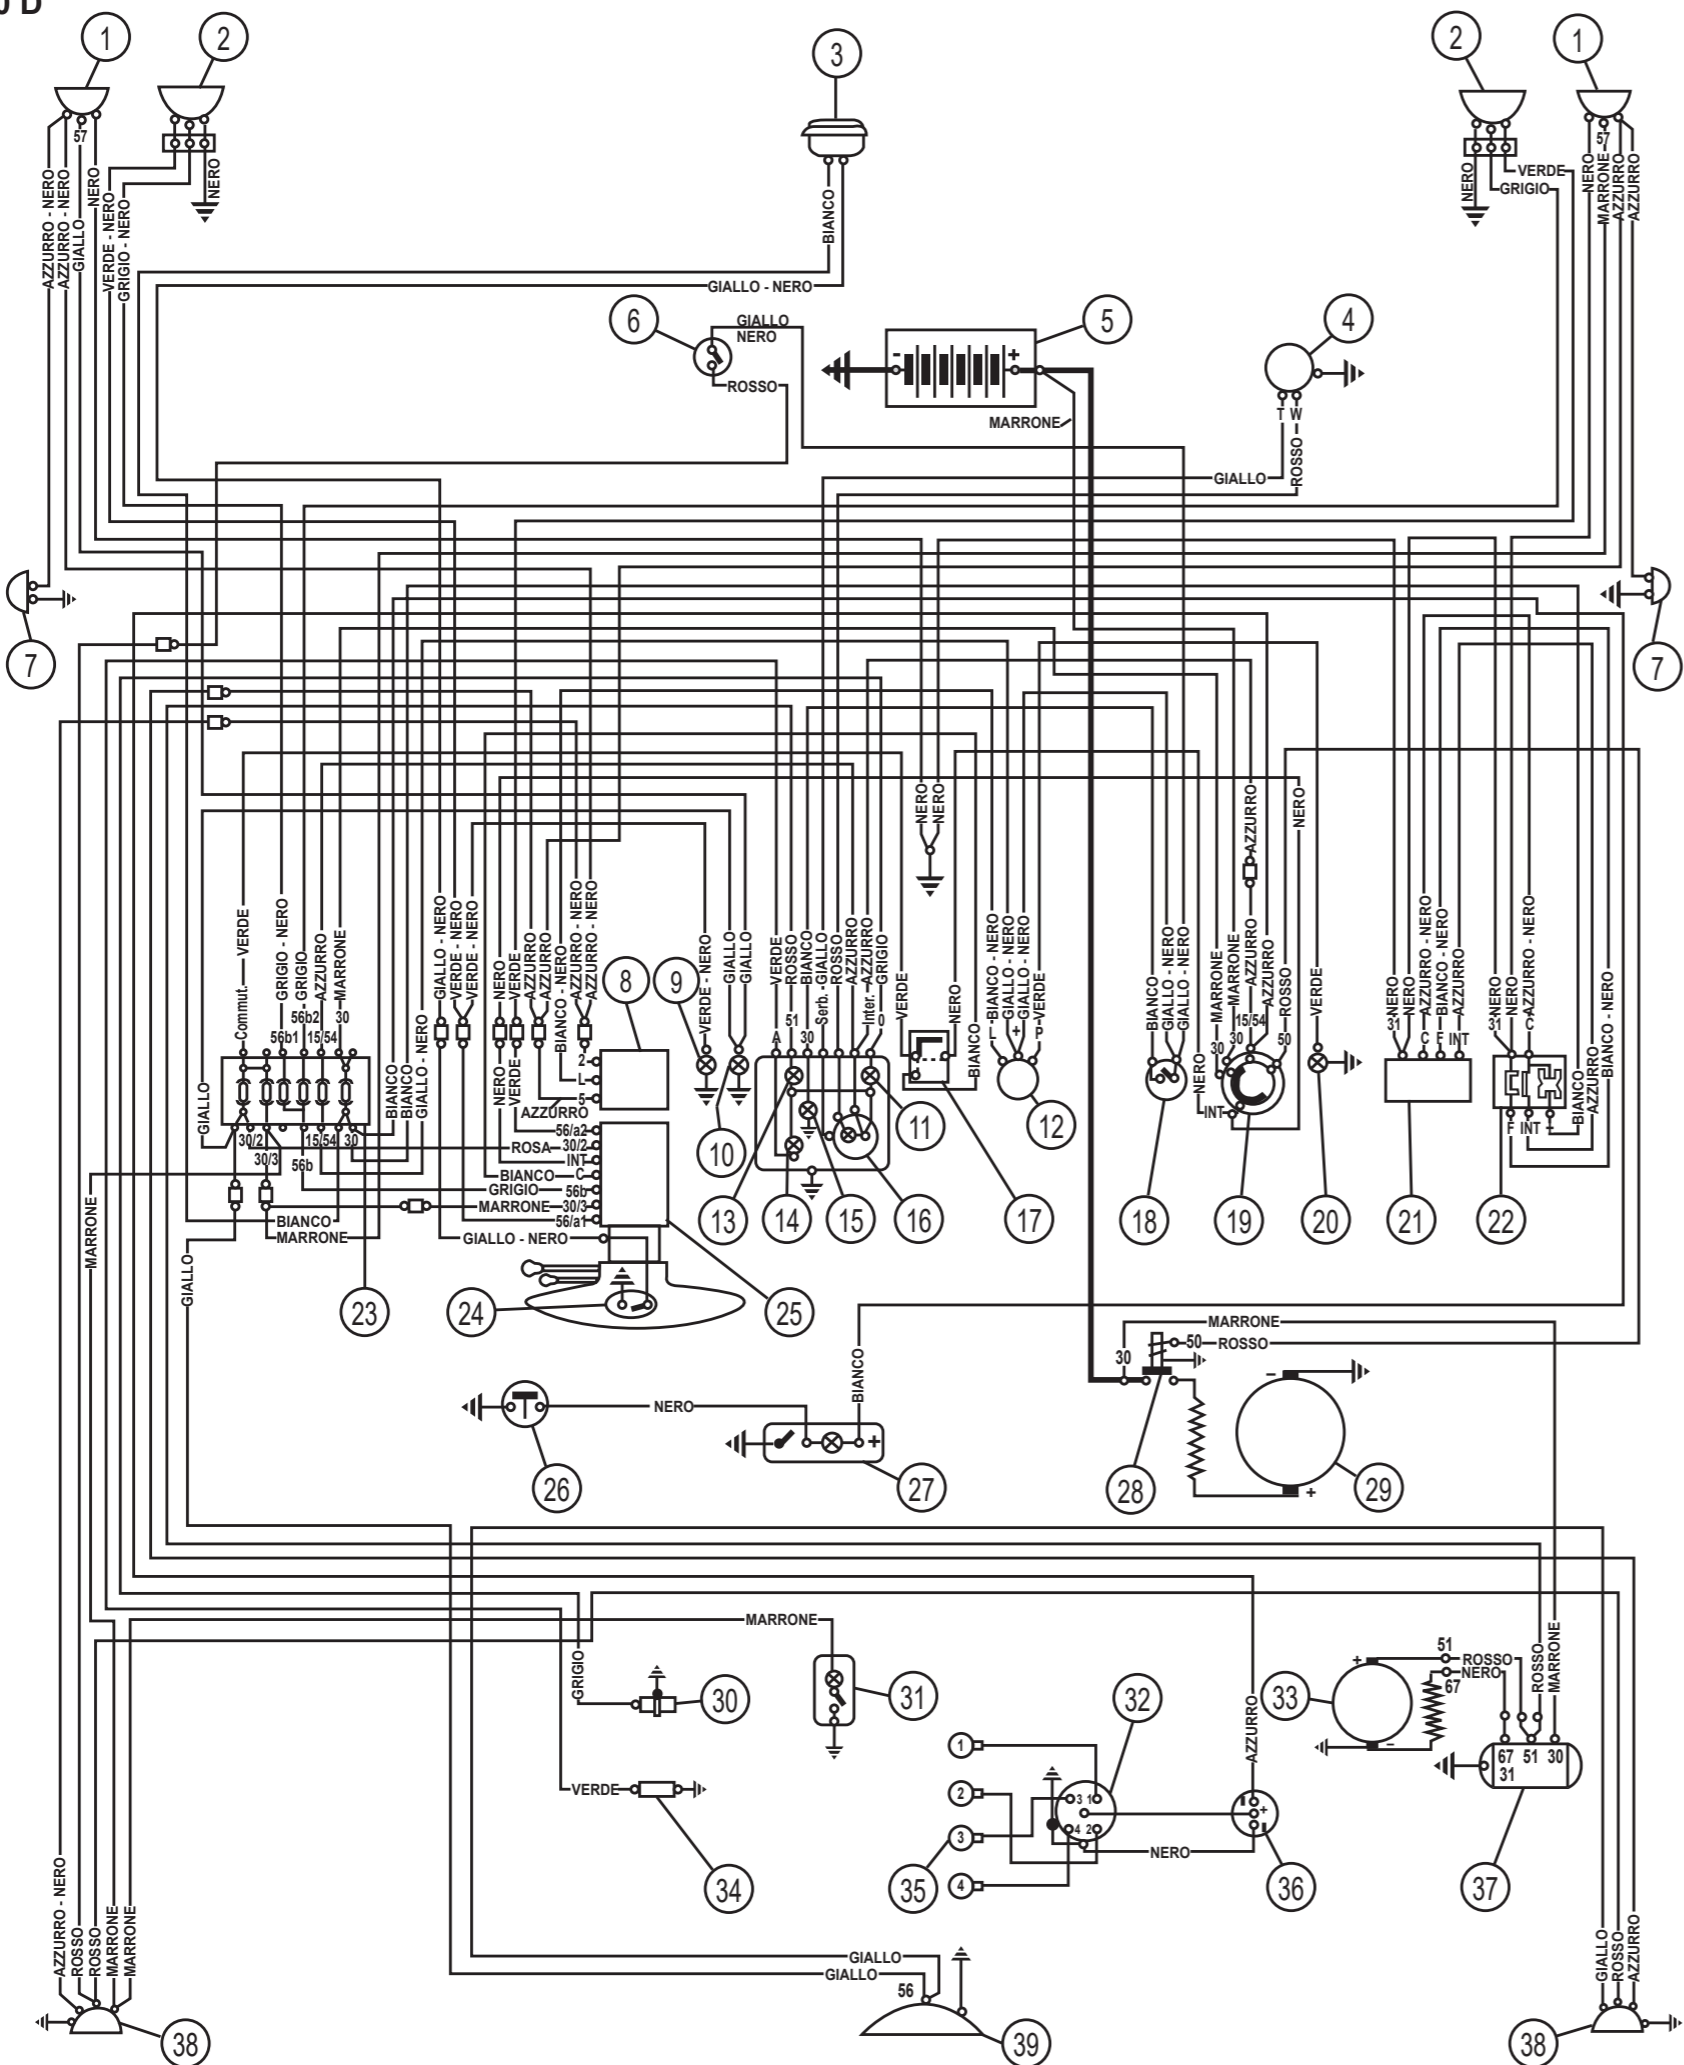 0 D
1
2
3
2
1
57
57
NERO
NERO
VERDE
GRIGIO
AZZURRO - NERO
AZZURRO - NERO
GIALLO
NERO
VERDE - NERO
GRIGIO - NERO
BIANCO
NERO
MARRONE
AZZURRO
AZZURRO
GIALLO - NERO
6
GIALLO
NERO
ROSSO
-
+
5
4
MARRONE
T W
GIALLO
ROSSO
7
7
NERO
NERO
AZZURRO
NERO
Commut.
VERDE
GRIGIO - NERO
GRIGIO
AZZURRO
MARRONE
56b1
56b2
15/54
30
GIALLO - NERO
VERDE - NERO
VERDE - NERO
NERO
VERDE
AZZURRO
AZZURRO
BIANCO - NERO
AZZURRO - NERO
AZZURRO - NERO
8
9
VERDE - NERO
GIALLO
GIALLO
VERDE
ROSSO
BIANCO
Serb.
GIALLO
ROSSO
AZZURRO
Inter.
AZZURRO
GRIGIO
A
51
30
0
VERDE
NERO
BIANCO
BIANCO - NERO
GIALLO - NERO
GIALLO - NERO
VERDE
L
+
P
BIANCO
GIALLO - NERO
GIALLO - NERO
MARRONE
MARRONE
AZZURRO
AZZURRO
ROSSO
30
30
15/54
50
INT
NERO
VERDE
NERO
NERO
AZZURRO - NERO
BIANCO - NERO
AZZURRO
31
C F INT
NERO
NERO
AZZURRO - NERO
31
C
F INT -
BIANCO
AZZURRO
BIANCO - NERO
GIALLO
30/2
30/3
56b
15/54
30
BIANCO
BIANCO
GIALLO - NERO
NERO
VERDE
2
L
5
AZZURRO
56/a2
ROSA
30/2
INT
BIANCO
C
GRIGIO
56b
MARRONE
30/3
56/a1
GIALLO - NERO
BIANCO
MARRONE
MARRONE
GIALLO
10
11
12
13
14
15
16
17
18
19
20
21
22
23
24
25
BIANCO
30
MARRONE
50
ROSSO
-
+
26
NERO
+
27
28
29
MARRONE
GRIGIO
30
31
32
33
+
-
51
ROSSO
NERO
67
ROSSO
MARRONE
67 51 30
31
VERDE
34
1
2
3
4
35
3 1
4 2
NERO
AZZURRO
+
36
37
AZZURRO - NERO
ROSSO
ROSSO
MARRONE
MARRONE
GIALLO
GIALLO
56
GIALLO
ROSSO
AZZURRO
38
39
38